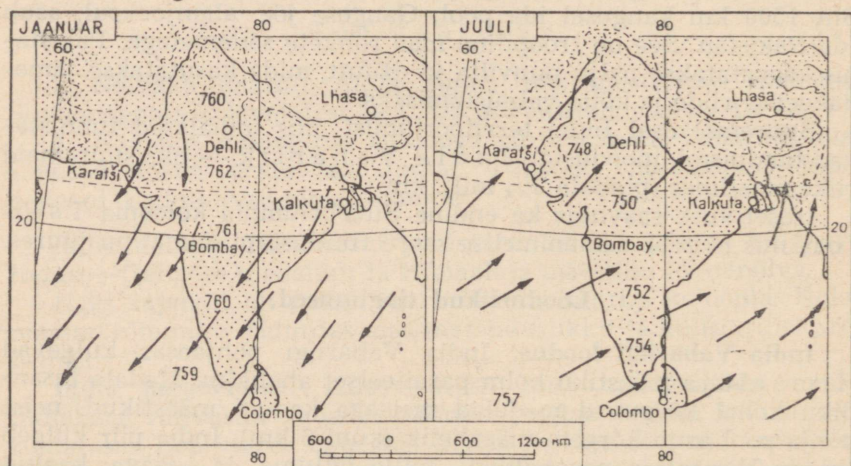 JAANUAR
80
60
760
Lhasa
Dehli
Karatši
762
Kalkuta
20
761
Bombay
760
759
Colombo
80
JUULI
80
60
Lhasa
748
Dehli
Karatši
750
Kalkuta
20
Bombay
752
754
757
Colombo
80
600 0 600 1200 KM